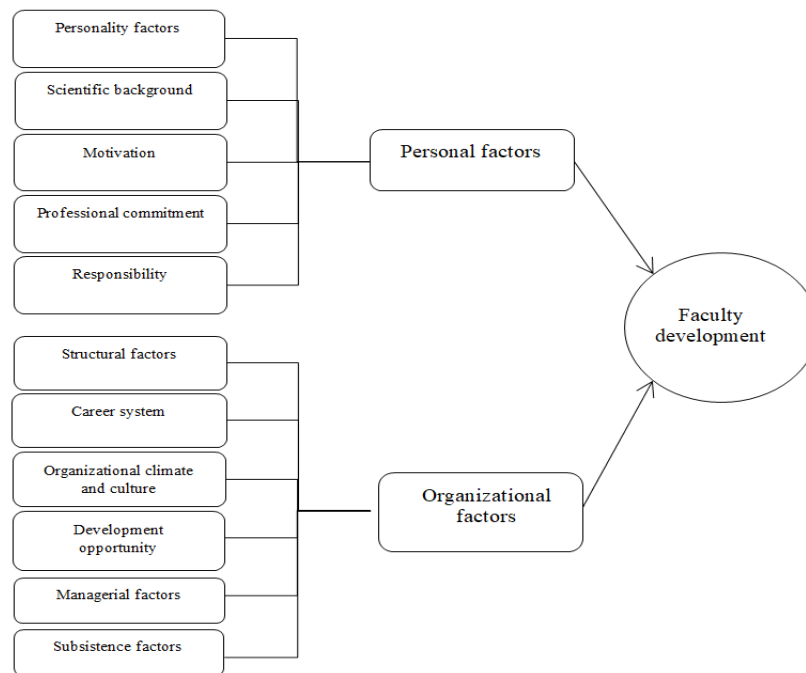 Personality factors
Scientific background
Motivation
Professional commitment
Responsibility
Personal factors
Structural factors
Career system
Organizational climate
and culture
Development
opportunity
Managerial factors
Subsistence factors
Organizational
factors
Faculty
development